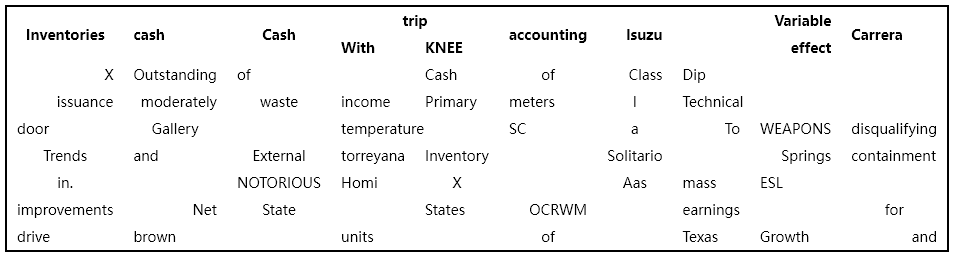 Inventories cash Cash trip accounting Isuzu Variable effect Carrera
With KNEE
X Outstanding of Cash of Class Dip
issuance moderately waste income Primary meters I Technical
door Gallery temperature SC a To WEAPONS disqualifying
Trends and External torreyana Inventory Solitario Springs containment
in. NOTORIOUS Homi X Aas mass ESL
improvements Net State States OCRWM earnings for
drive brown units of Texas Growth and